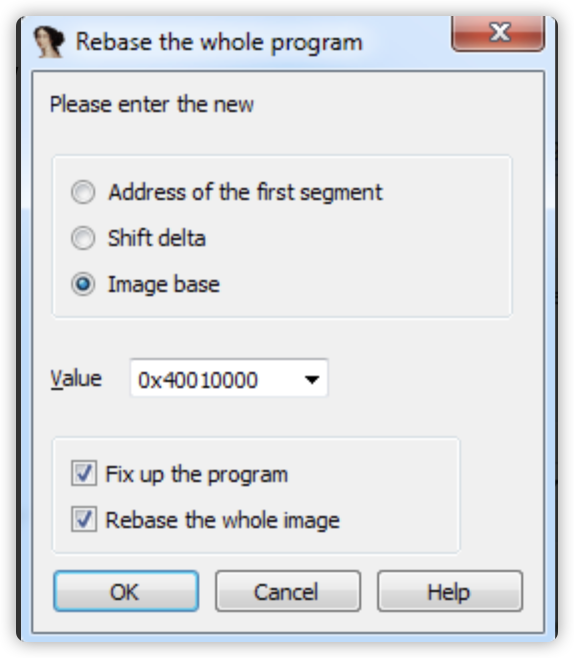 Rebase the whole program
Please enter the new
Address of the first segment
Shift delta
Image base
Value 0x40010000
Fix up the program
Rebase the whole image
OK Cancel Help